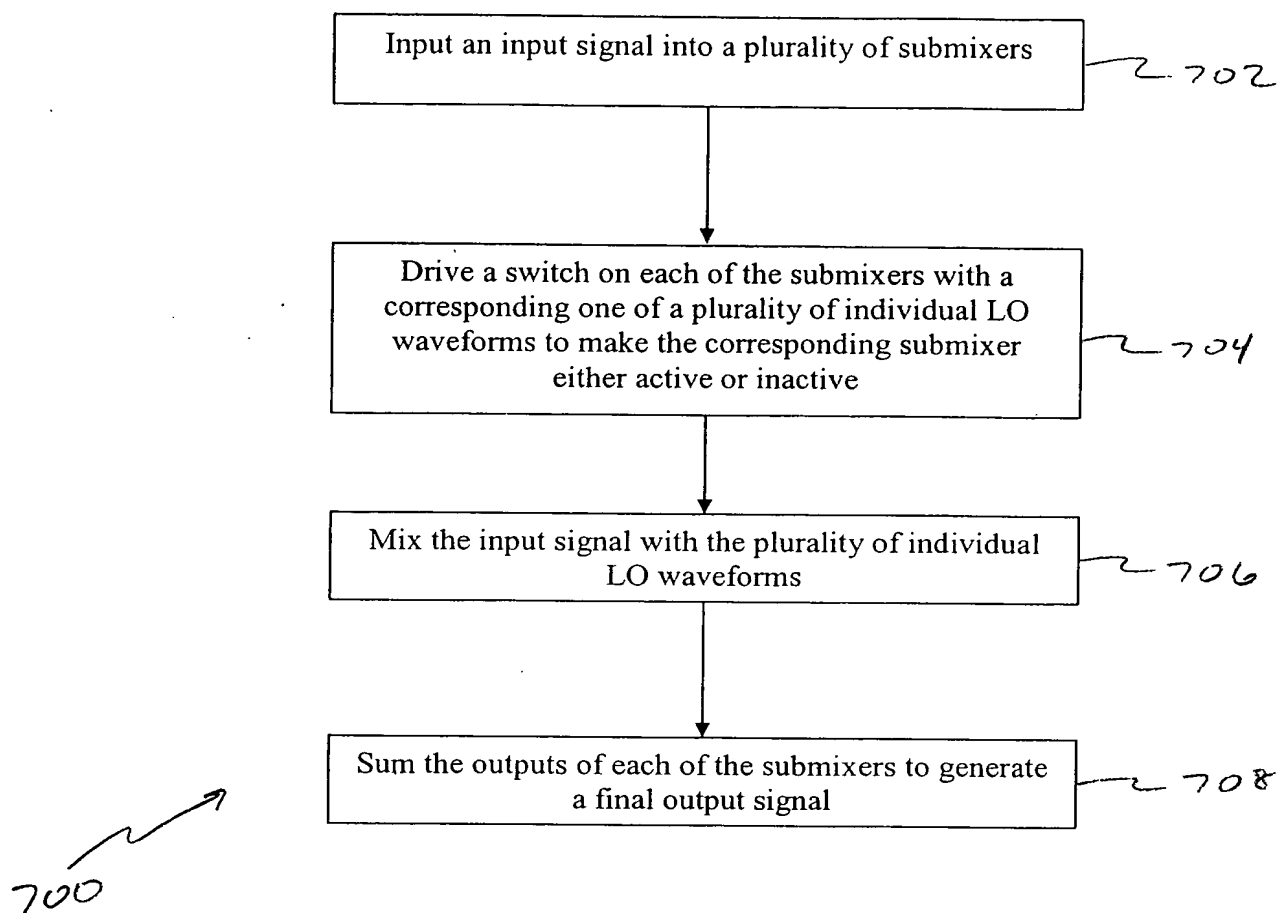 Input an input signal into a plurality of submixers
702
Drive a switch on each of the submixers with a
corresponding one of a plurality of individual LO
waveforms to make the corresponding submixer
either active or inactive
704
Mix the input signal with the plurality of individual
LO waveforms
706
Sum the outputs of each of the submixers to generate
a final output signal
708
700